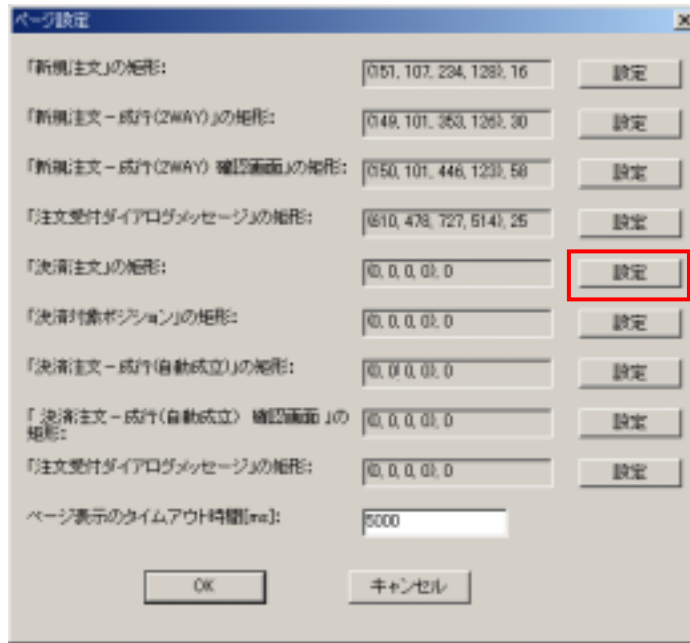 ページ設定
「新規注文」の矩形: (151, 107, 234, 128), 16 設定
「新規注文-成行(2WAY)」の矩形: (149, 101, 353, 126), 30 設定
「新規注文-成行(2WAY) 確認画面」の矩形: (150, 101, 446, 123), 58 設定
「注文受付ダイアログメッセージ」の矩形: (610, 478, 727, 514), 25 設定
「決済注文」の矩形: (0, 0, 0, 0), 0 設定
「決済対象ポジション」の矩形: (0, 0, 0, 0), 0 設定
「決済注文-成行(自動成立)」の矩形: (0, 0, 0, 0), 0 設定
「 決済注文-成行(自動成立) 確認画面 」の
矩形: (0, 0, 0, 0), 0 設定
「注文受付ダイアログメッセージ」の矩形: (0, 0, 0, 0), 0 設定
ページ表示のタイムアウト時間[ms]: 5000
OK キャンセル